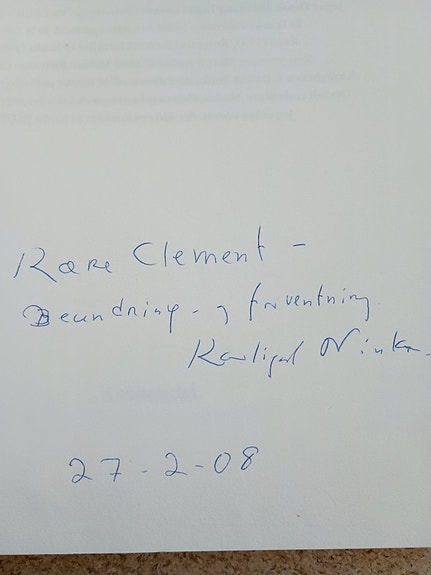 Kære Clement -
Beundring - og forventning
Kærligst
27-2-08